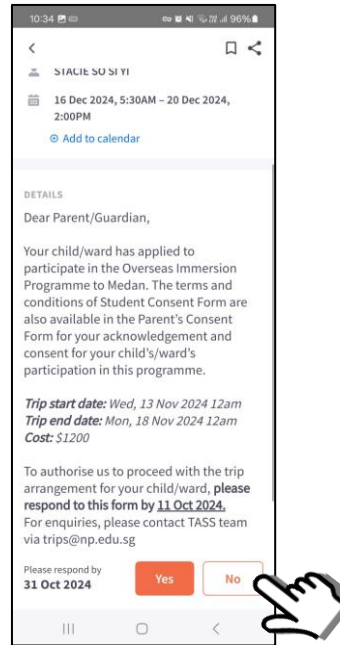 10:34
96%
STACIE SO SI YI
16 Dec 2024, 5:30AM – 20 Dec 2024,
2:00PM
Add to calendar
DETAILS
Dear Parent/Guardian,
Your child/ward has applied to
participate in the Overseas Immersion
Programme to Medan. The terms and
conditions of Student Consent Form are
also available in the Parent's Consent
Form for your acknowledgement and
consent for your child's/ward's
participation in this programme.
Trip start date: Wed, 13 Nov 2024 12am
Trip end date: Mon, 18 Nov 2024 12am
Cost: $1200
To authorise us to proceed with the trip
arrangement for your child/ward, please
respond to this form by 11 Oct 2024.
For enquiries, please contact TASS team
via trips@np.edu.sg
Please respond by
31 Oct 2024
Yes
No